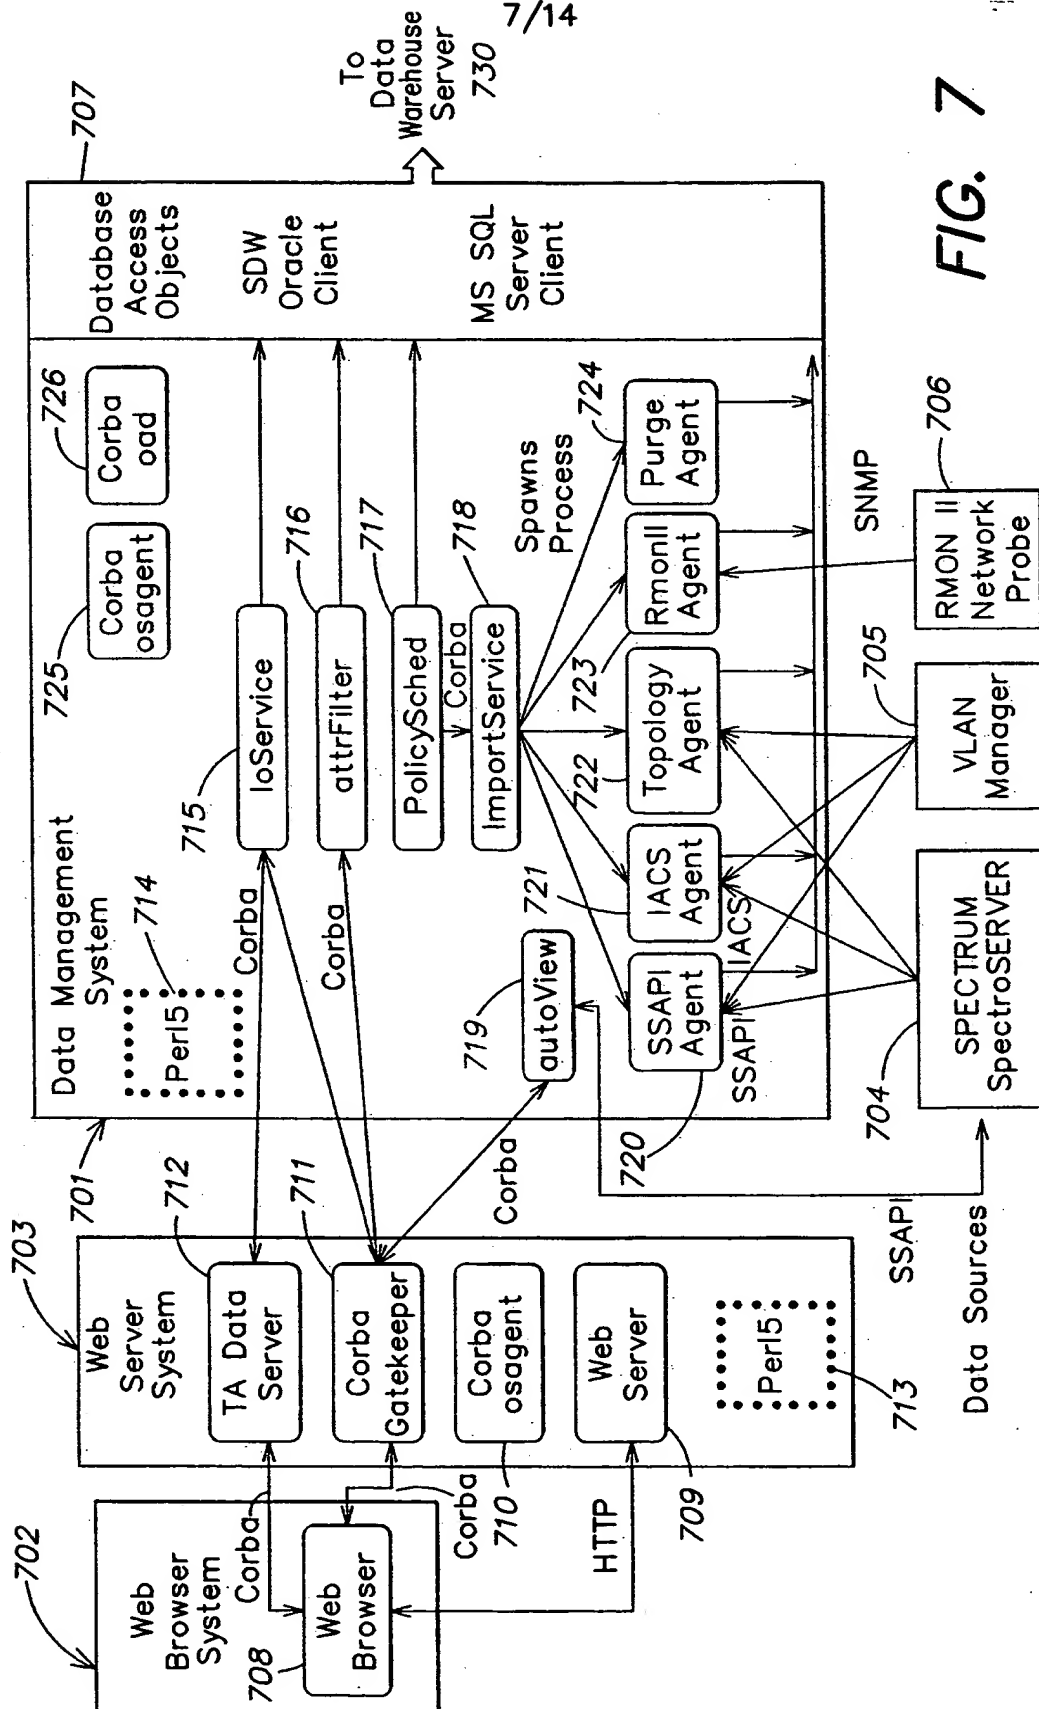 7/14
702
Web
Browser
System
708
Web
Browser
Corba
Corba
HTTP
703
Web
Server
System
712
TA Data
Server
711
Corba
Gatekeeper
Corba
osagent
710
Web
Server
709
Perl5
713
701
Data Management
System
Perl5
714
725
Corba
osagent
726
Corba
oad
707
Database
Access
Objects
SDW
Oracle
Client
MS SQL
Server
Client
To
Data
Warehouse
Server
730
Corba
715
IoService
Corba
716
attrFilter
717
PolicySched
Corba
718
ImportService
Corba
719
autoView
Spawns
Process
720
SSAPI
Agent
721
IACS
Agent
722
Topology
Agent
723
RmonII
Agent
724
Purge
Agent
SSAPI
IACS
SNMP
SSAPI
Data Sources
704
SPECTRUM
SpectroSERVER
705
VLAN
Manager
706
RMON II
Network
Probe
FIG. 7